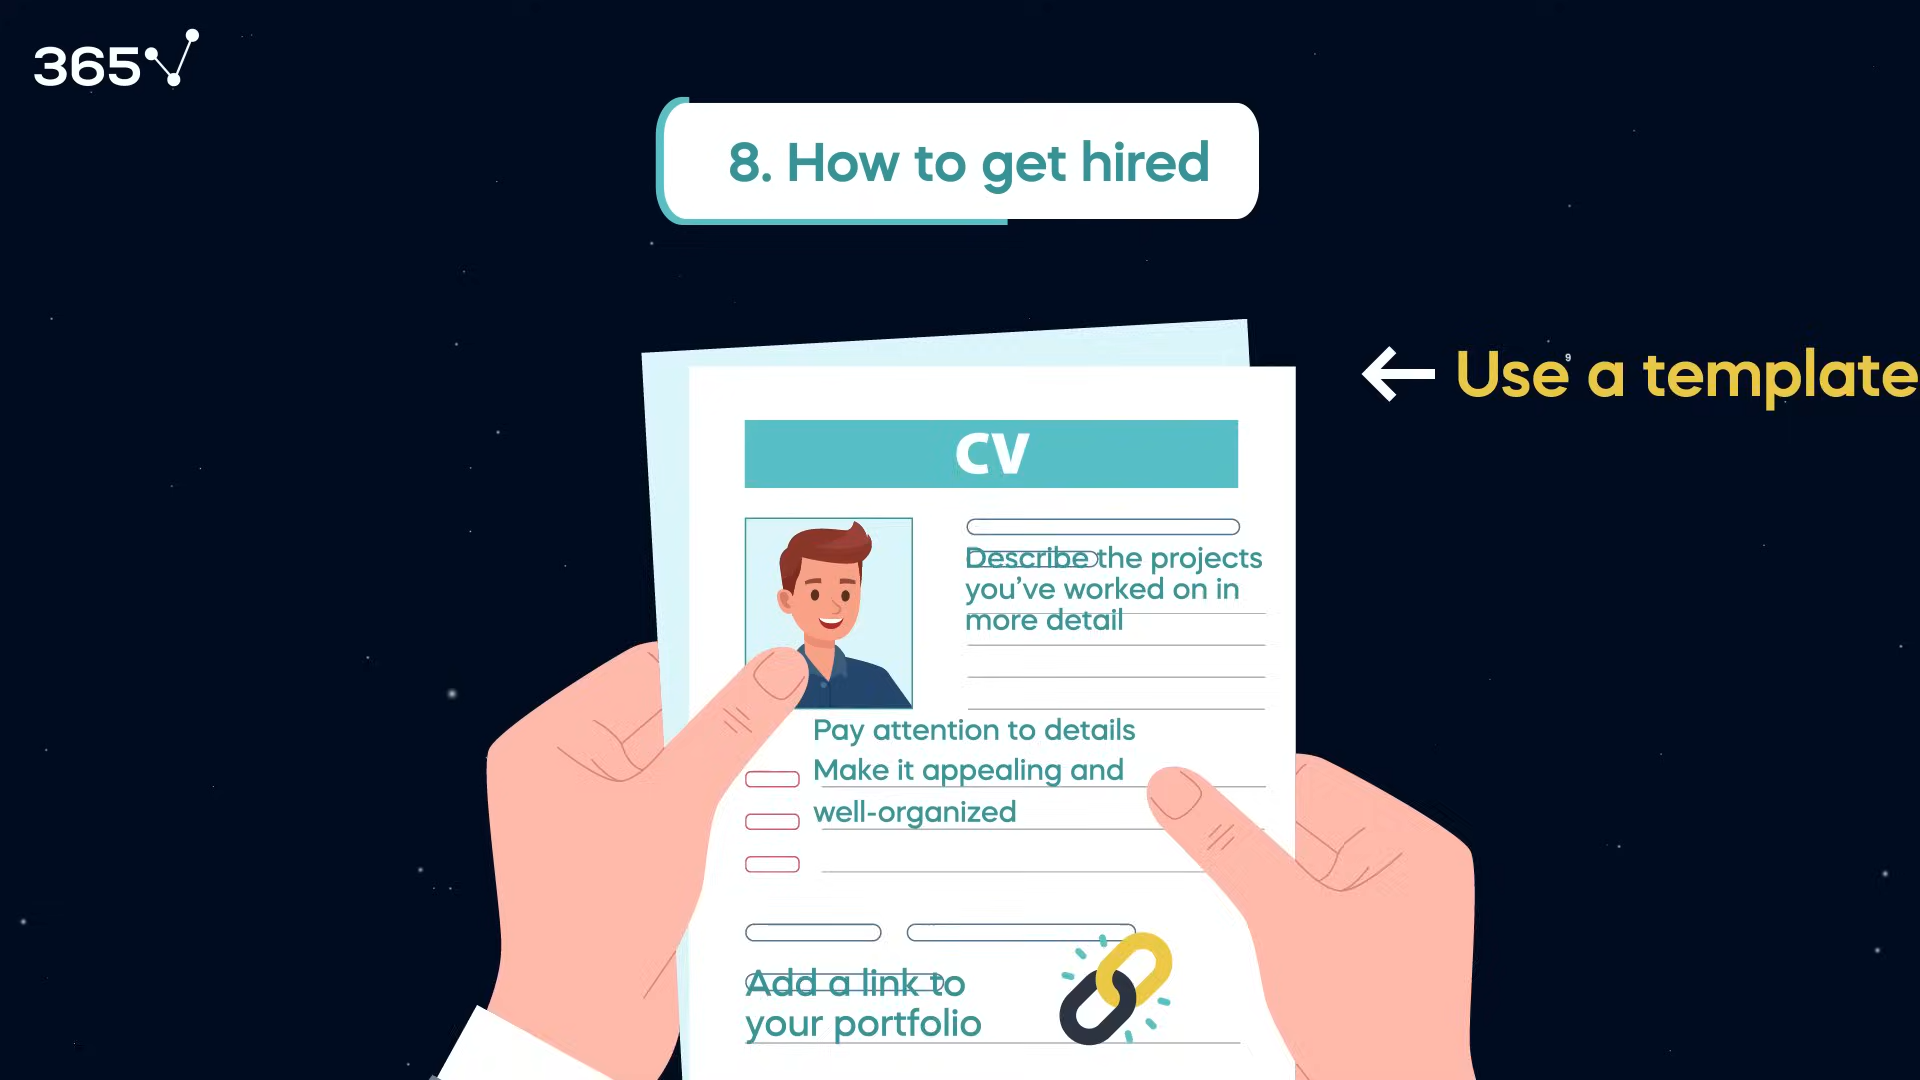 365
8. How to get hired
Use a template
CV
Describe the projects
you’ve worked on in
more detail
Pay attention to details
Make it appealing and
well-organized
Add a link to
your portfolio